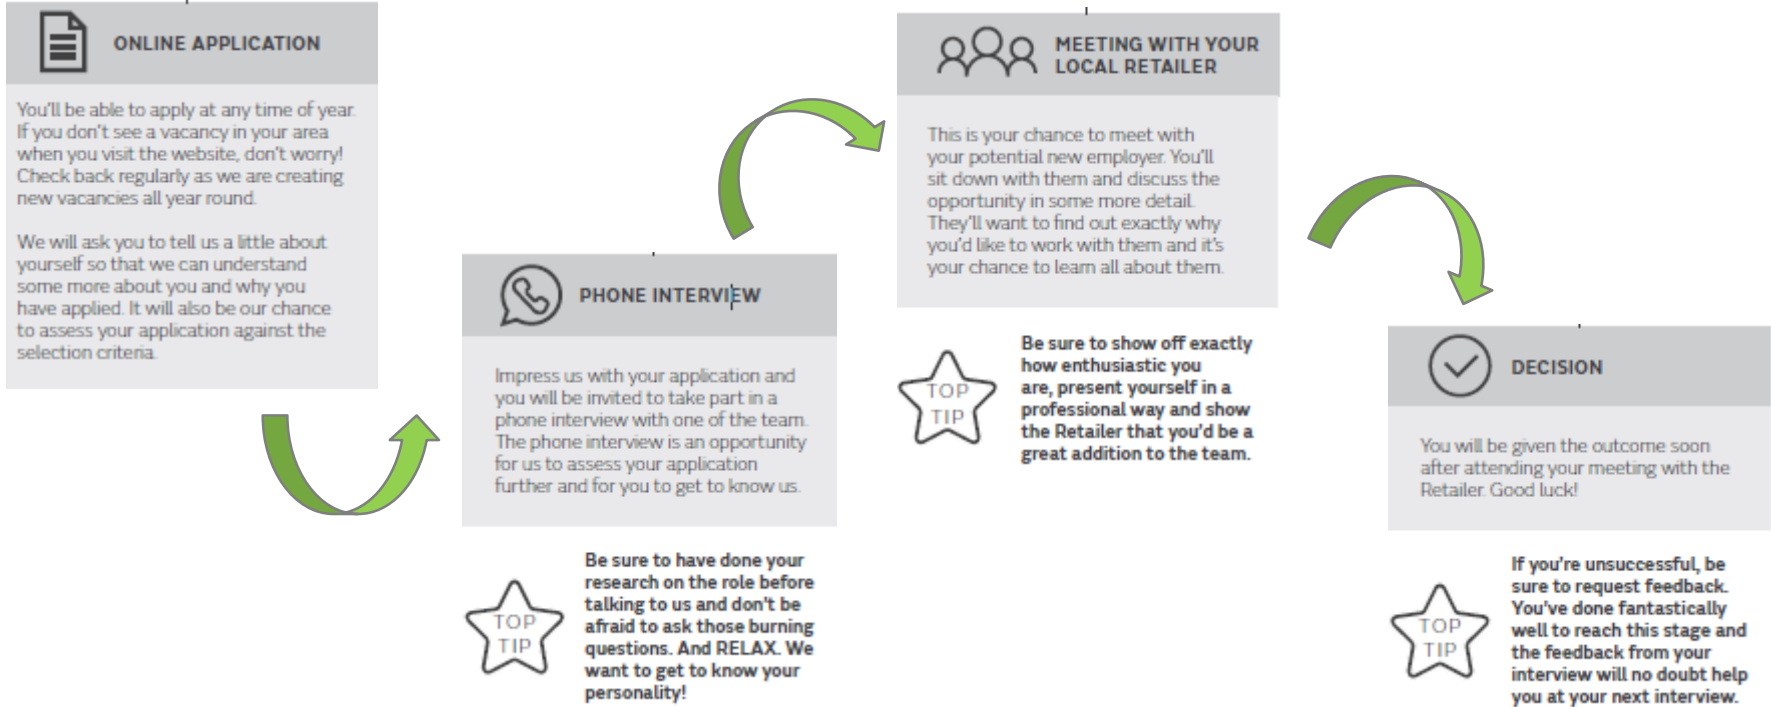 ONLINE APPLICATION
You'll be able to apply at any time of year.
If you don't see a vacancy in your area
when you visit the website, don't worry!
Check back regularly as we are creating
new vacancies all year round.
We will ask you to tell us a little about
yourself so that we can understand
some more about you and why you
have applied. It will also be our chance
to assess your application against the
selection criteria.
PHONE INTERVIEW
Impress us with your application and
you will be invited to take part in a
phone interview with one of the team.
The phone interview is an opportunity
for us to assess your application
further and for you to get to know us.
TOP
TIP
Be sure to have done your
research on the role before
talking to us and don't be
afraid to ask those burning
questions. And RELAX. We
want to get to know your
personality!
MEETING WITH YOUR
LOCAL RETAILER
This is your chance to meet with
your potential new employer. You'll
sit down with them and discuss the
opportunity in some more detail.
They'll want to find out exactly why
you'd like to work with them and it's
your chance to learn all about them.
TOP
TIP
Be sure to show off exactly
how enthusiastic you
are, present yourself in a
professional way and show
the Retailer that you'd be a
great addition to the team.
DECISION
You will be given the outcome soon
after attending your meeting with the
Retailer. Good luck!
TOP
TIP
If you're unsuccessful, be
sure to request feedback.
You've done fantastically
well to reach this stage and
the feedback from your
interview will no doubt help
you at your next interview.